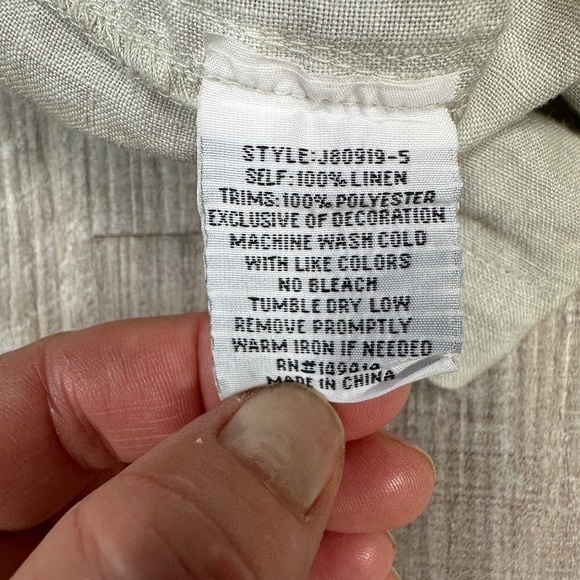 STYLE:J80919-S
SELF:100% LINEN
TRIMS:100% POLYESTER
EXCLUSIVE OF DECORATION
MACHINE WASH COLD
WITH LIKE COLORS
NO BLEACH
TUMBLE DRY LOW
REMOVE PROMPTLY
WARM IRON IF NEEDED
MADE IN CHINA